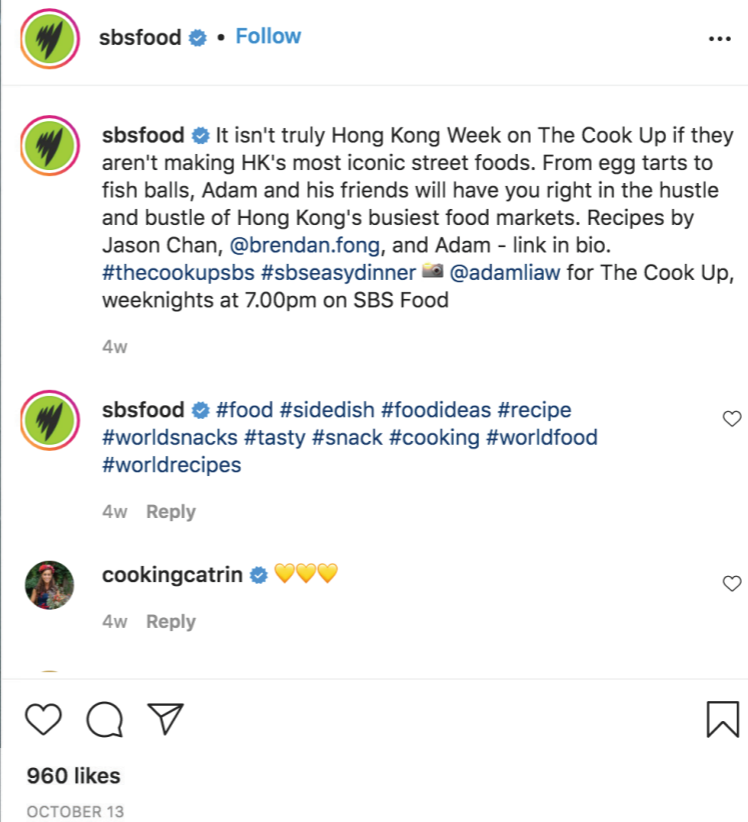 sbsfood • Follow
sbsfood It isn't truly Hong Kong Week on The Cook Up if they
aren't making HK's most iconic street foods. From egg tarts to
fish balls, Adam and his friends will have you right in the hustle
and bustle of Hong Kong's busiest food markets. Recipes by
Jason Chan, @brendan.fong, and Adam - link in bio.
#thecookupsbs #sbseasydinner 📸 @adamliaw for The Cook Up,
weeknights at 7.00pm on SBS Food
4w
sbsfood #food #sidedish #foodideas #recipe
#worldsnacks #tasty #snack #cooking #worldfood
#worldrecipes
4w Reply
cookingcatrin 💛💛💛
4w Reply
960 likes
OCTOBER 13